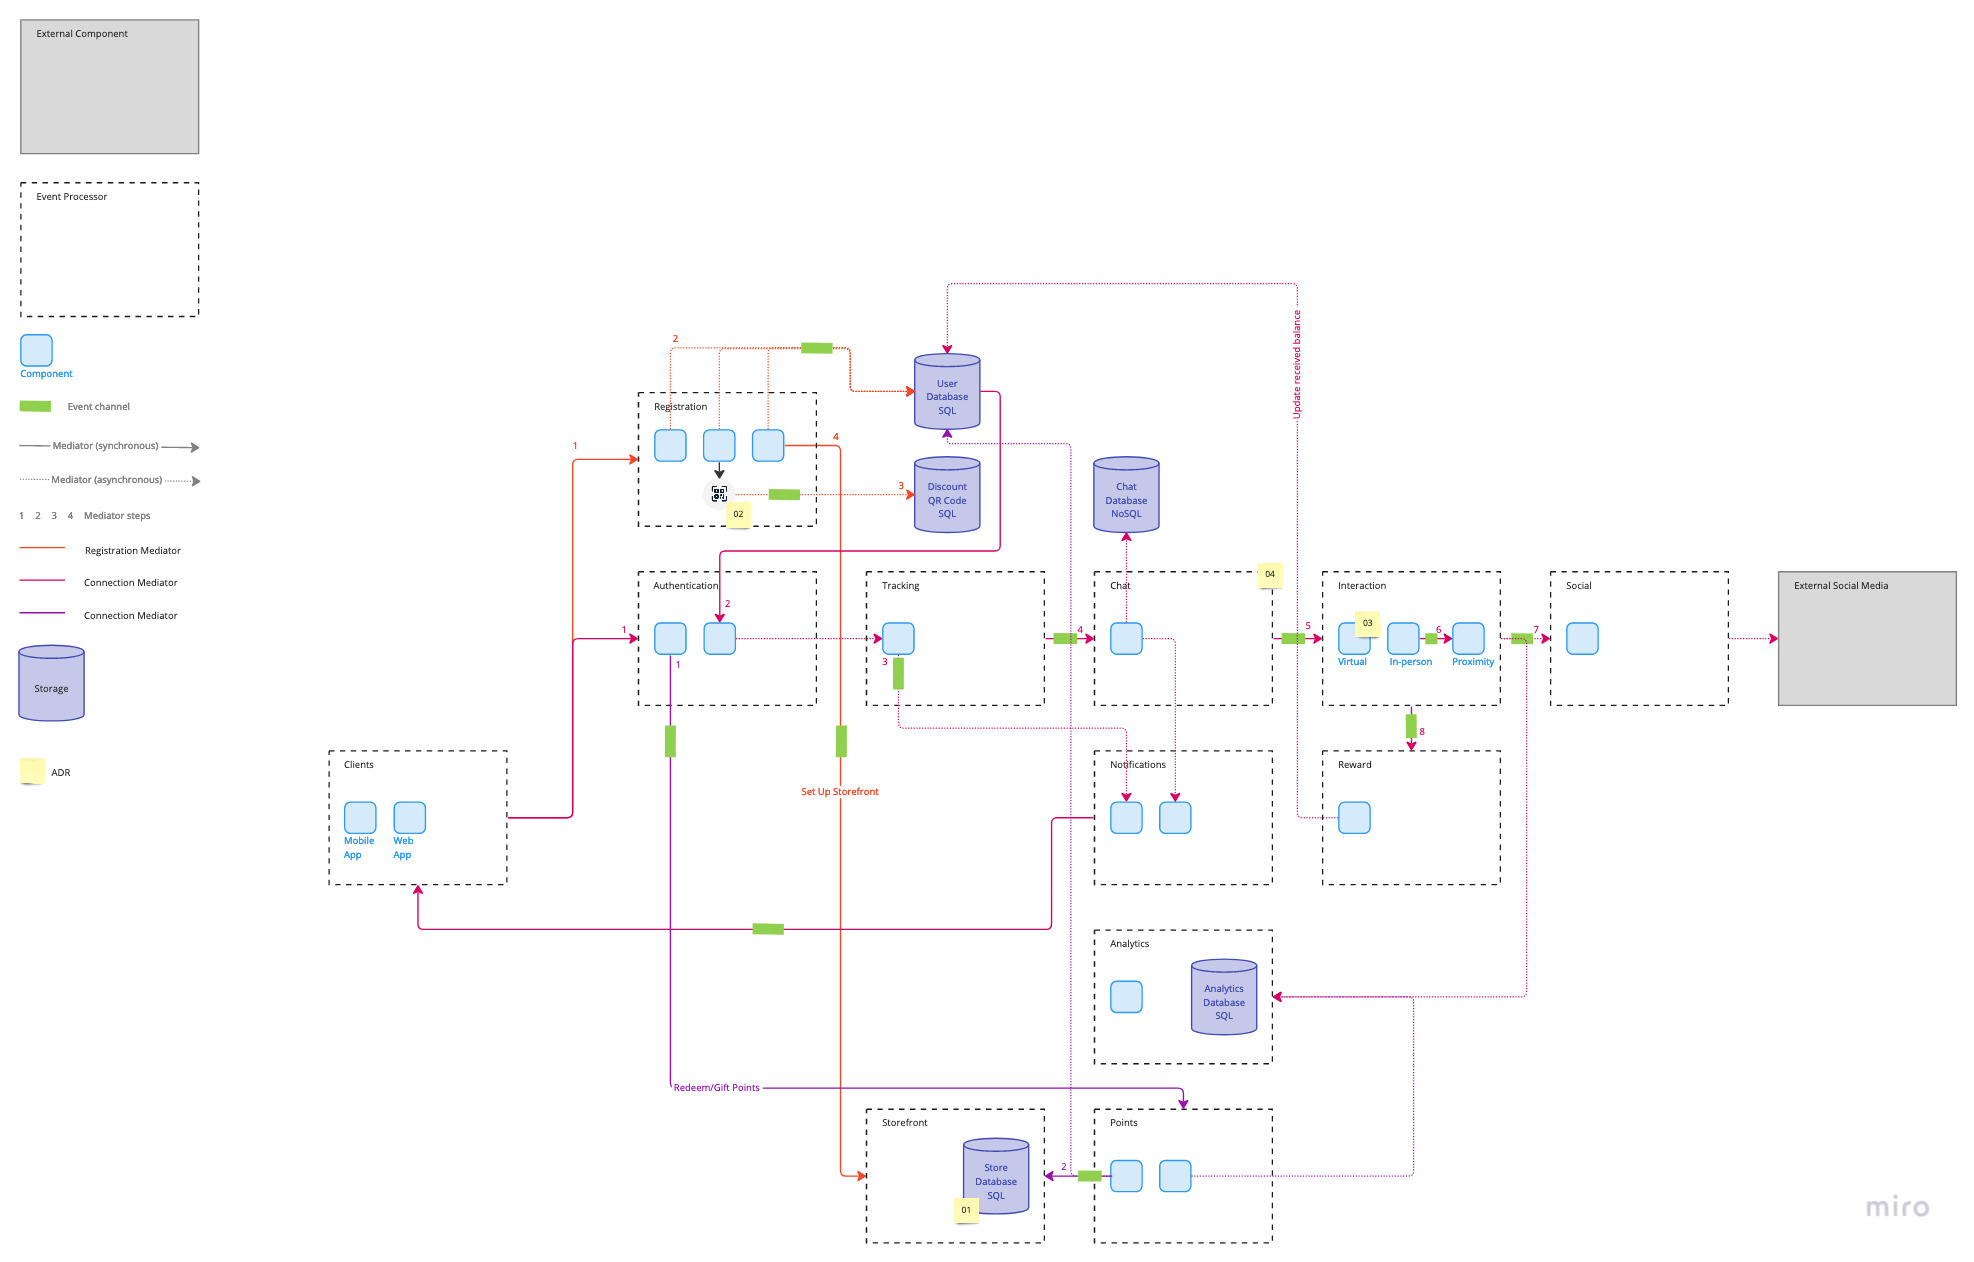 External Component
Event Processor
Component
Event channel
Mediator (synchronous)
Mediator (asynchronous)
1 2 3 4 Mediator steps
Registration Mediator
Connection Mediator
Connection Mediator
Storage
ADR
Update received balance
2
User
Database
SQL
Registration
1
4
3
Discount
QR Code
SQL
02
Chat
Database
NoSQL
Authentication
1
2
1
Tracking
3
4
Chat
04
5
Interaction
03
6
Virtual
In-person
Proximity
7
Social
External Social Media
8
Clients
Mobile
App
Web
App
Set Up Storefront
Notifications
Reward
Analytics
Analytics
Database
SQL
Redeem/Gift Points
Storefront
Store
Database
SQL
01
2
Points
miro